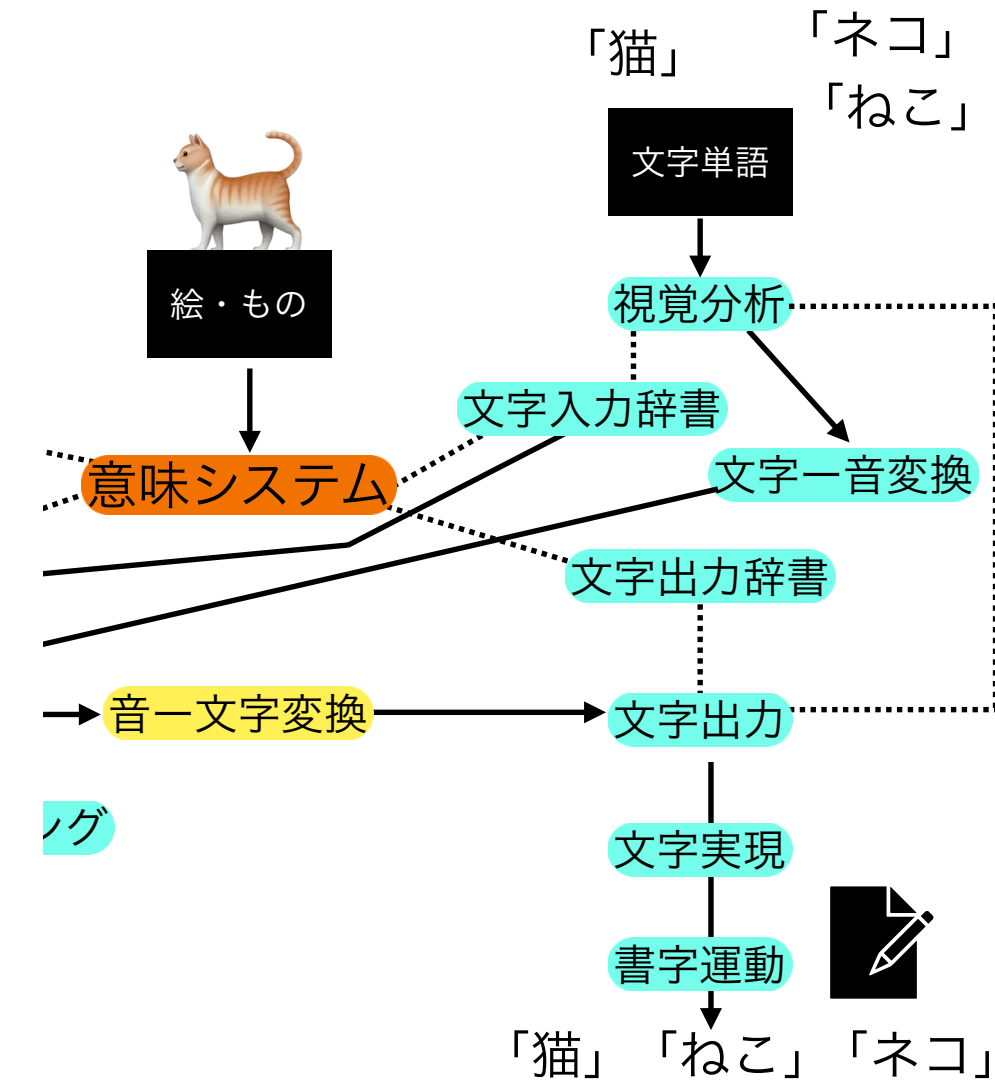 「猫」
「ネコ」
「ねこ」
文字単語
絵・もの
視覚分析
文字入力辞書
文字ー音変換
意味システム
文字出力辞書
音ー文字変換
文字出力
ング
文字実現
書字運動
「猫」「ねこ」「ネコ」